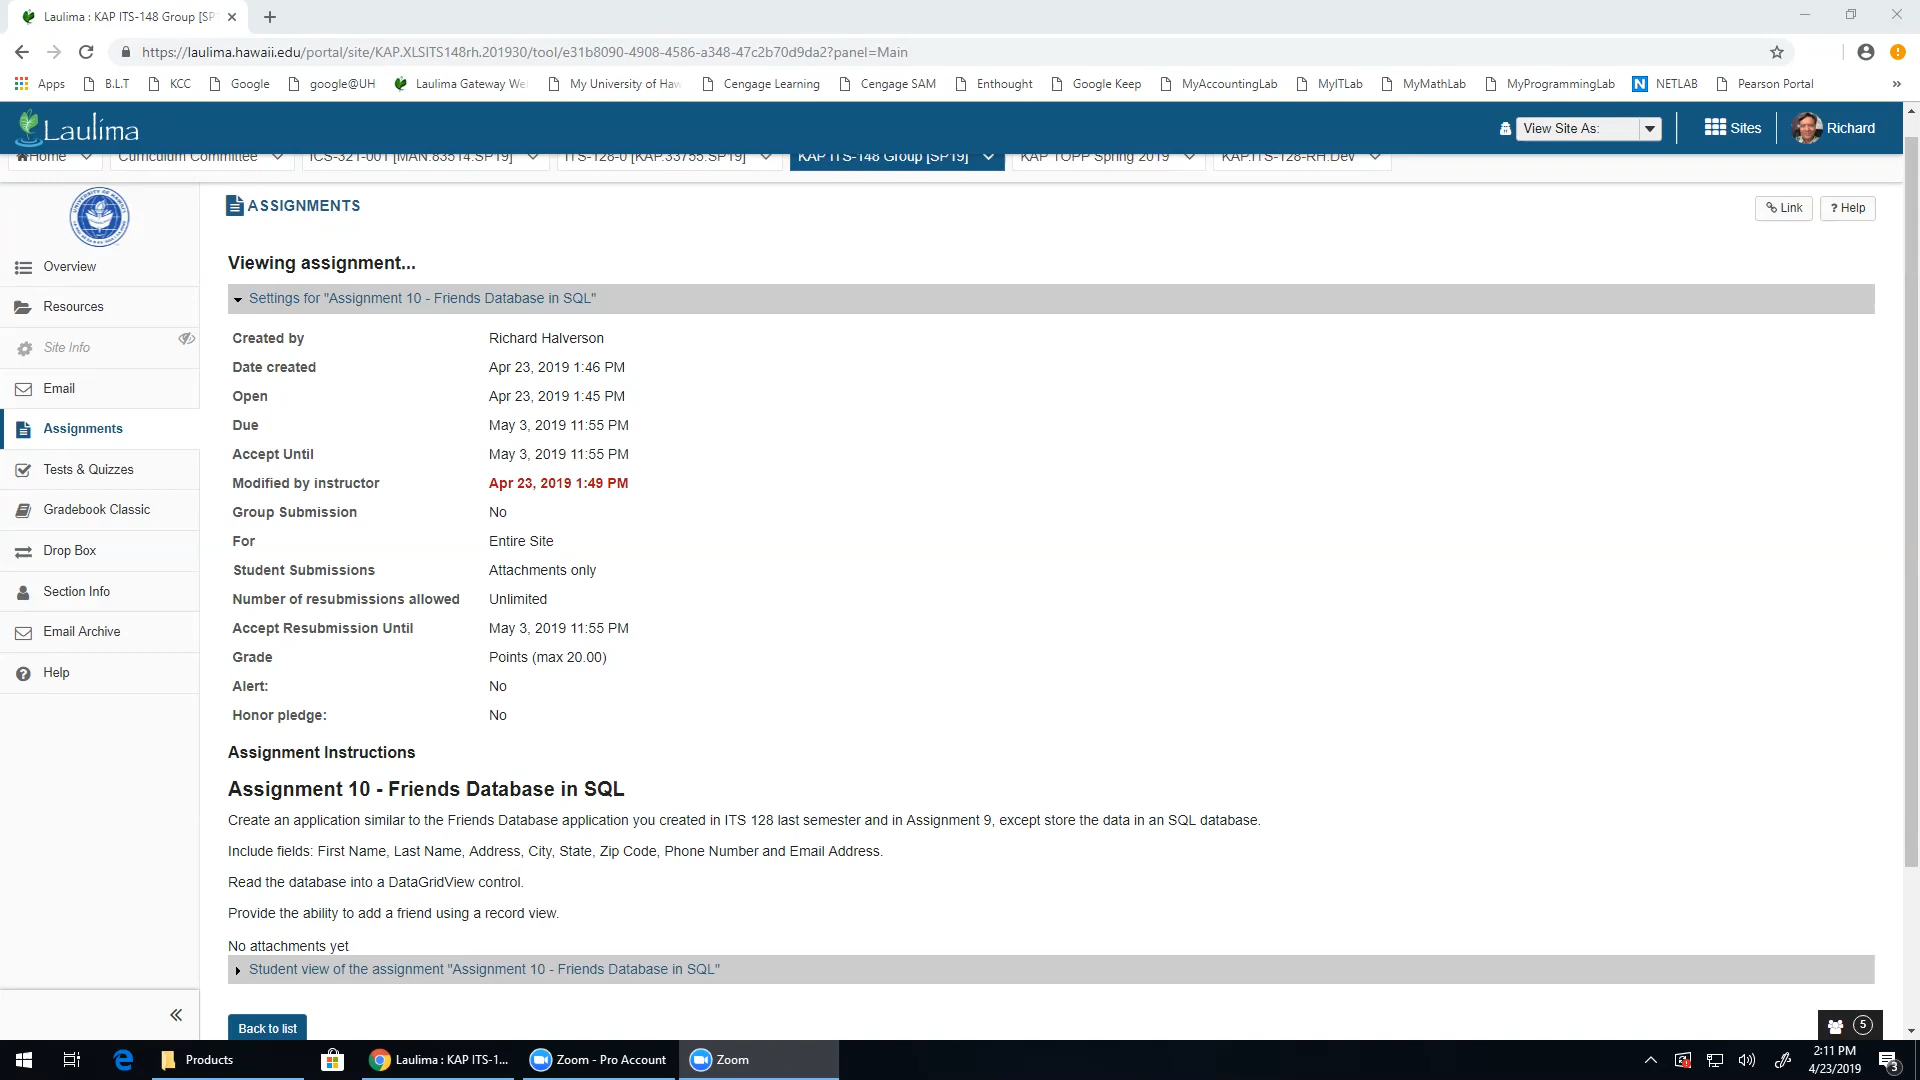 Laulima : KAP ITS-148 Group [SP
https://laulima.hawaii.edu/portal/site/KAP.XLSITS148rh.201930/tool/e31b8090-4908-4586-a348-47c2b70d9da2?panel=Main
Apps B.L.T KCC Google google@UH Laulima Gateway We My University of Haw Cengage Learning Cengage SAM Enthought Google Keep MyAccountingLab MyITLab MyMathLab MyProgrammingLab NETLAB Pearson Portal »
Laulima View Site As: Sites Richard
Home Curriculum Committee ICS-321-001 [MAN.83514.SP19] ITS-128-0 [KAP.33755.SP19] KAP ITS-148 Group [SP19] KAP TOPP Spring 2019 KAP.ITS-128-RH.Dev
ASSIGNMENTS
Link ? Help
Overview
Resources
Site Info
Email
Assignments
Tests & Quizzes
Gradebook Classic
Drop Box
Section Info
Email Archive
Help
Viewing assignment...
Settings for "Assignment 10 - Friends Database in SQL"
Created by Richard Halverson
Date created Apr 23, 2019 1:46 PM
Open Apr 23, 2019 1:45 PM
Due May 3, 2019 11:55 PM
Accept Until May 3, 2019 11:55 PM
Modified by instructor Apr 23, 2019 1:49 PM
Group Submission No
For Entire Site
Student Submissions Attachments only
Number of resubmissions allowed Unlimited
Accept Resubmission Until May 3, 2019 11:55 PM
Grade Points (max 20.00)
Alert: No
Honor pledge: No
Assignment Instructions
Assignment 10 - Friends Database in SQL
Create an application similar to the Friends Database application you created in ITS 128 last semester and in Assignment 9, except store the data in an SQL database.
Include fields: First Name, Last Name, Address, City, State, Zip Code, Phone Number and Email Address.
Read the database into a DataGridView control.
Provide the ability to add a friend using a record view.
No attachments yet
Student view of the assignment "Assignment 10 - Friends Database in SQL"
Back to list
5
Products Laulima : KAP ITS-1... Zoom - Pro Account Zoom
2:11 PM
4/23/2019
3